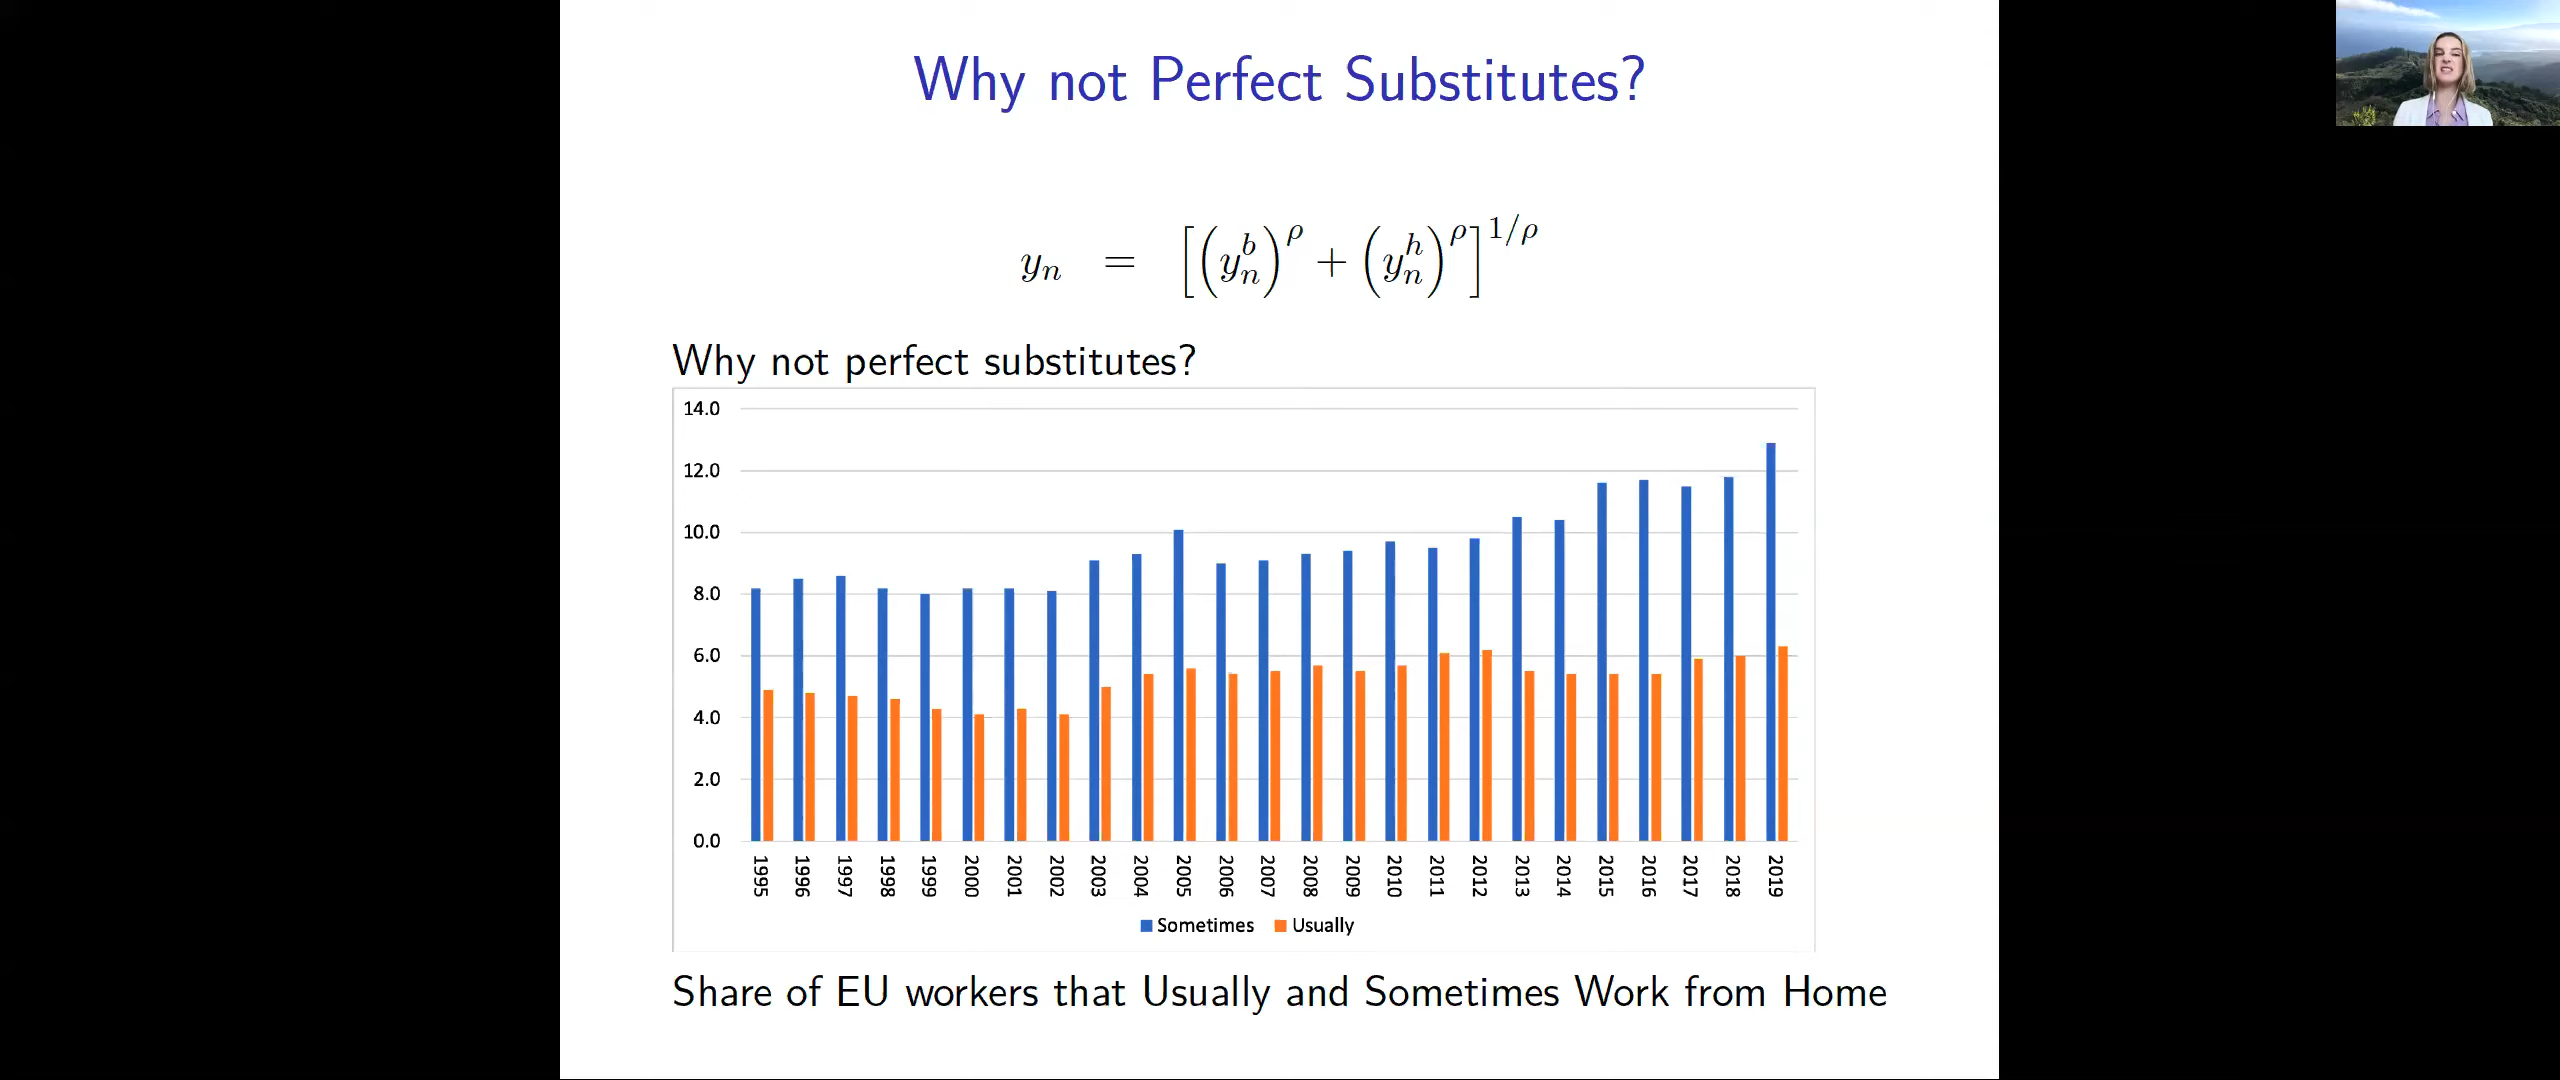 Why not Perfect Substitutes?
y_n = [(y_n^b)^ρ + (y_n^h)^ρ]^{1/ρ}
Why not perfect substitutes?
14.0
12.0
10.0
8.0
6.0
4.0
2.0
0.0
1995 1996 1997 1998 1999 2000 2001 2002 2003 2004 2005 2006 2007 2008 2009 2010 2011 2012 2013 2014 2015 2016 2017 2018 2019
Sometimes Usually
Share of EU workers that Usually and Sometimes Work from Home